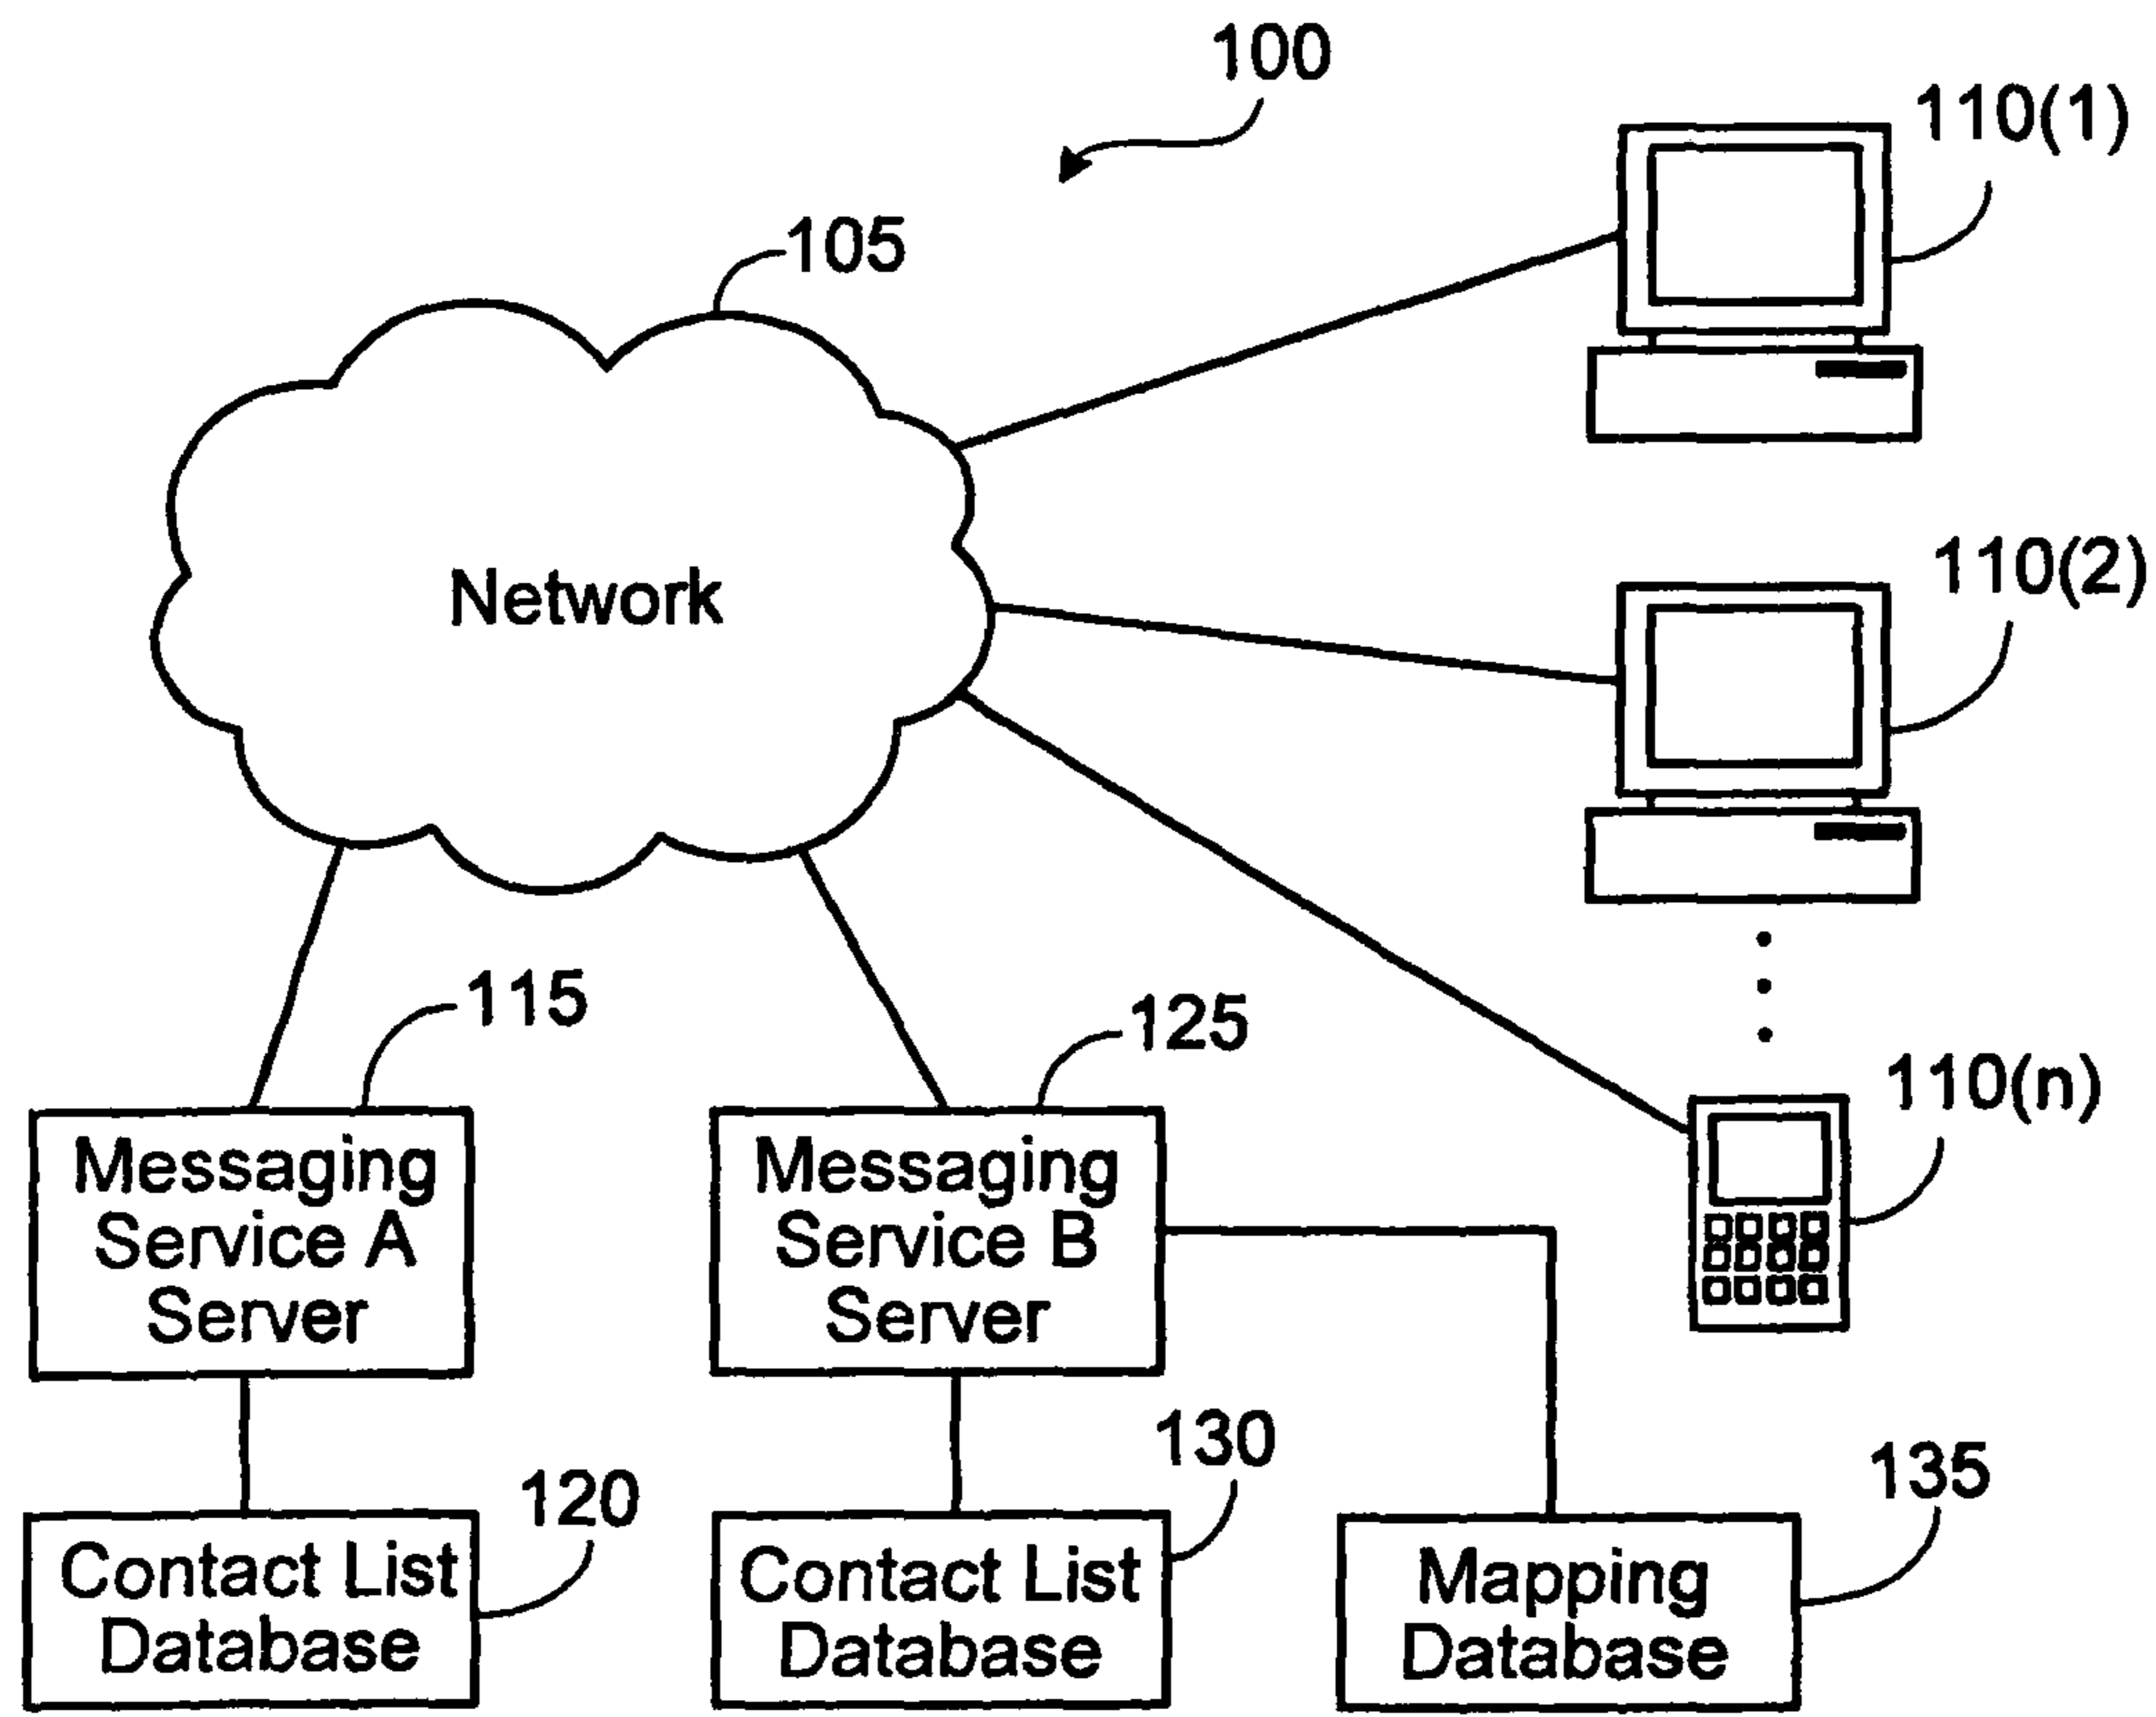 100
110(1)
105
Network
110(2)
115
125
110(n)
Messaging
Service A
Server
Messaging
Service B
Server
120
130
135
Contact List
Database
Contact List
Database
Mapping
Database